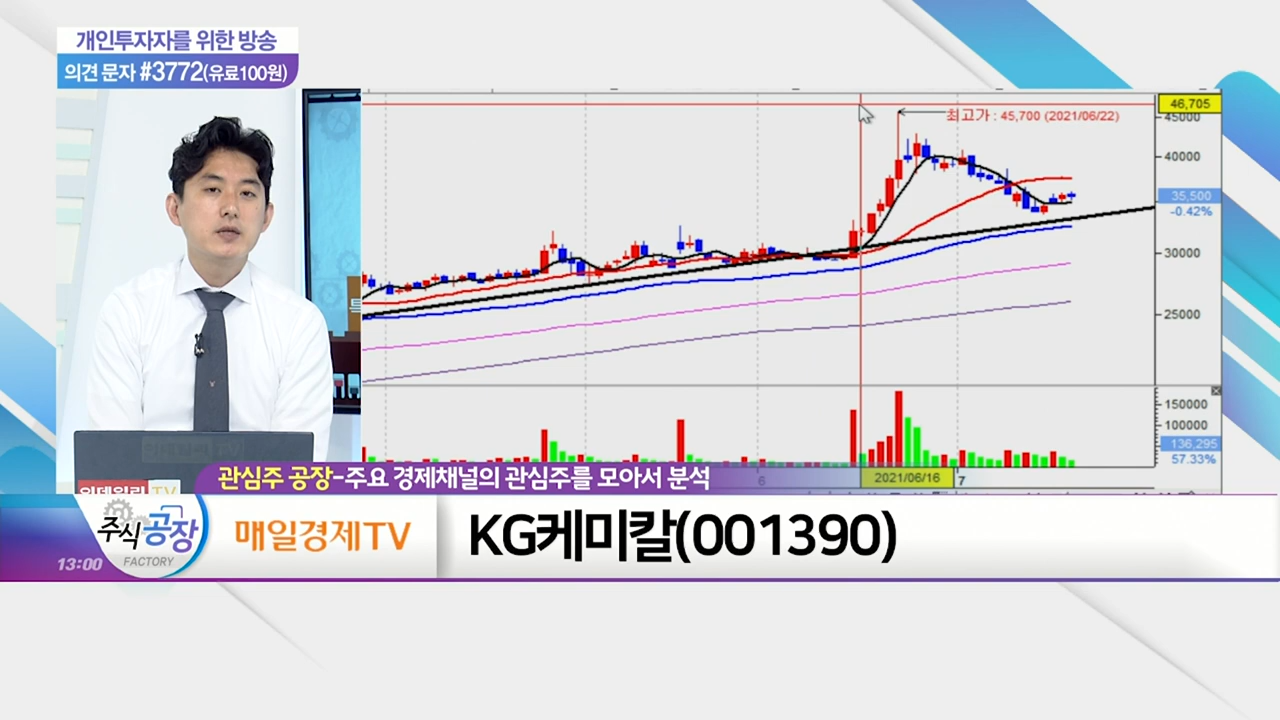 개인투자자를 위한 방송
의견 문자 #3772(유료100원)
최고가 : 45,700 (2021/06/22)
46,705
45000
40000
35,500
-0.42%
30000
25000
150000
100000
136,295
57.33%
6
2021/06/16
7
관심주 공장-주요 경제채널의 관심주를 모아서 분석
주식공장
FACTORY
13:00
매일경제TV
KG케미칼(001390)